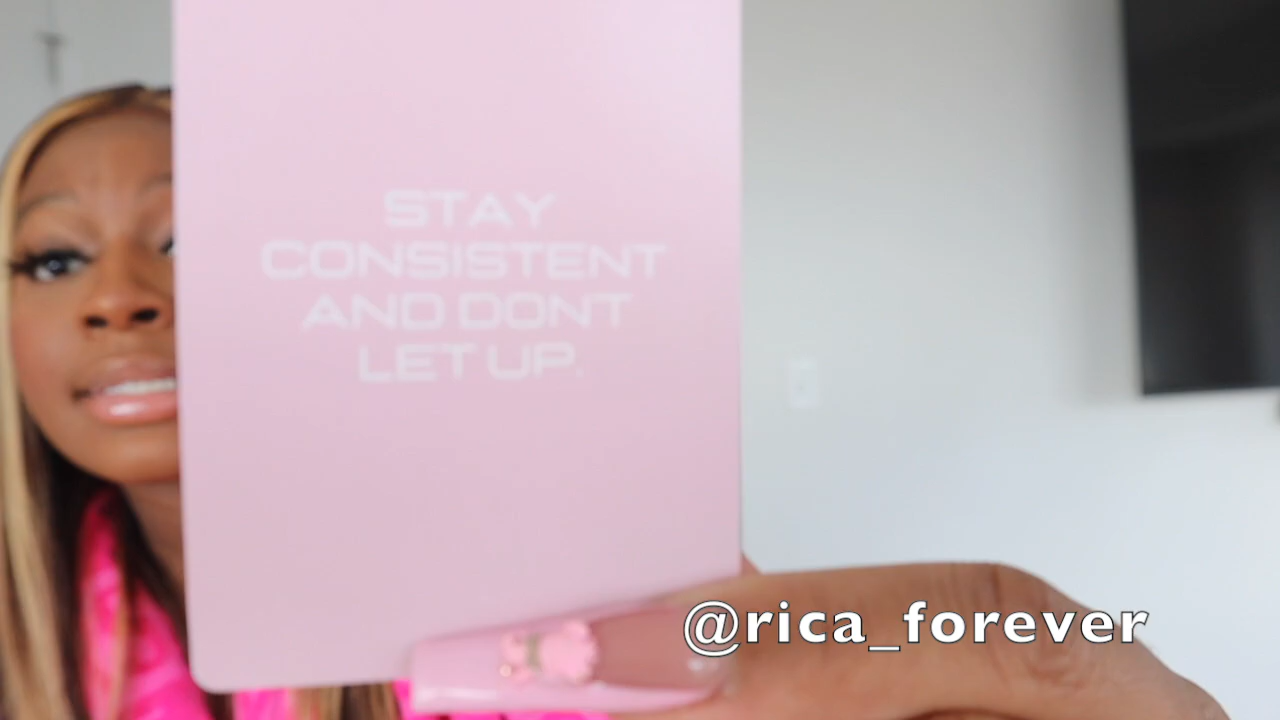 STAY
CONSISTENT
AND DONT
LET UP.
@rica_forever